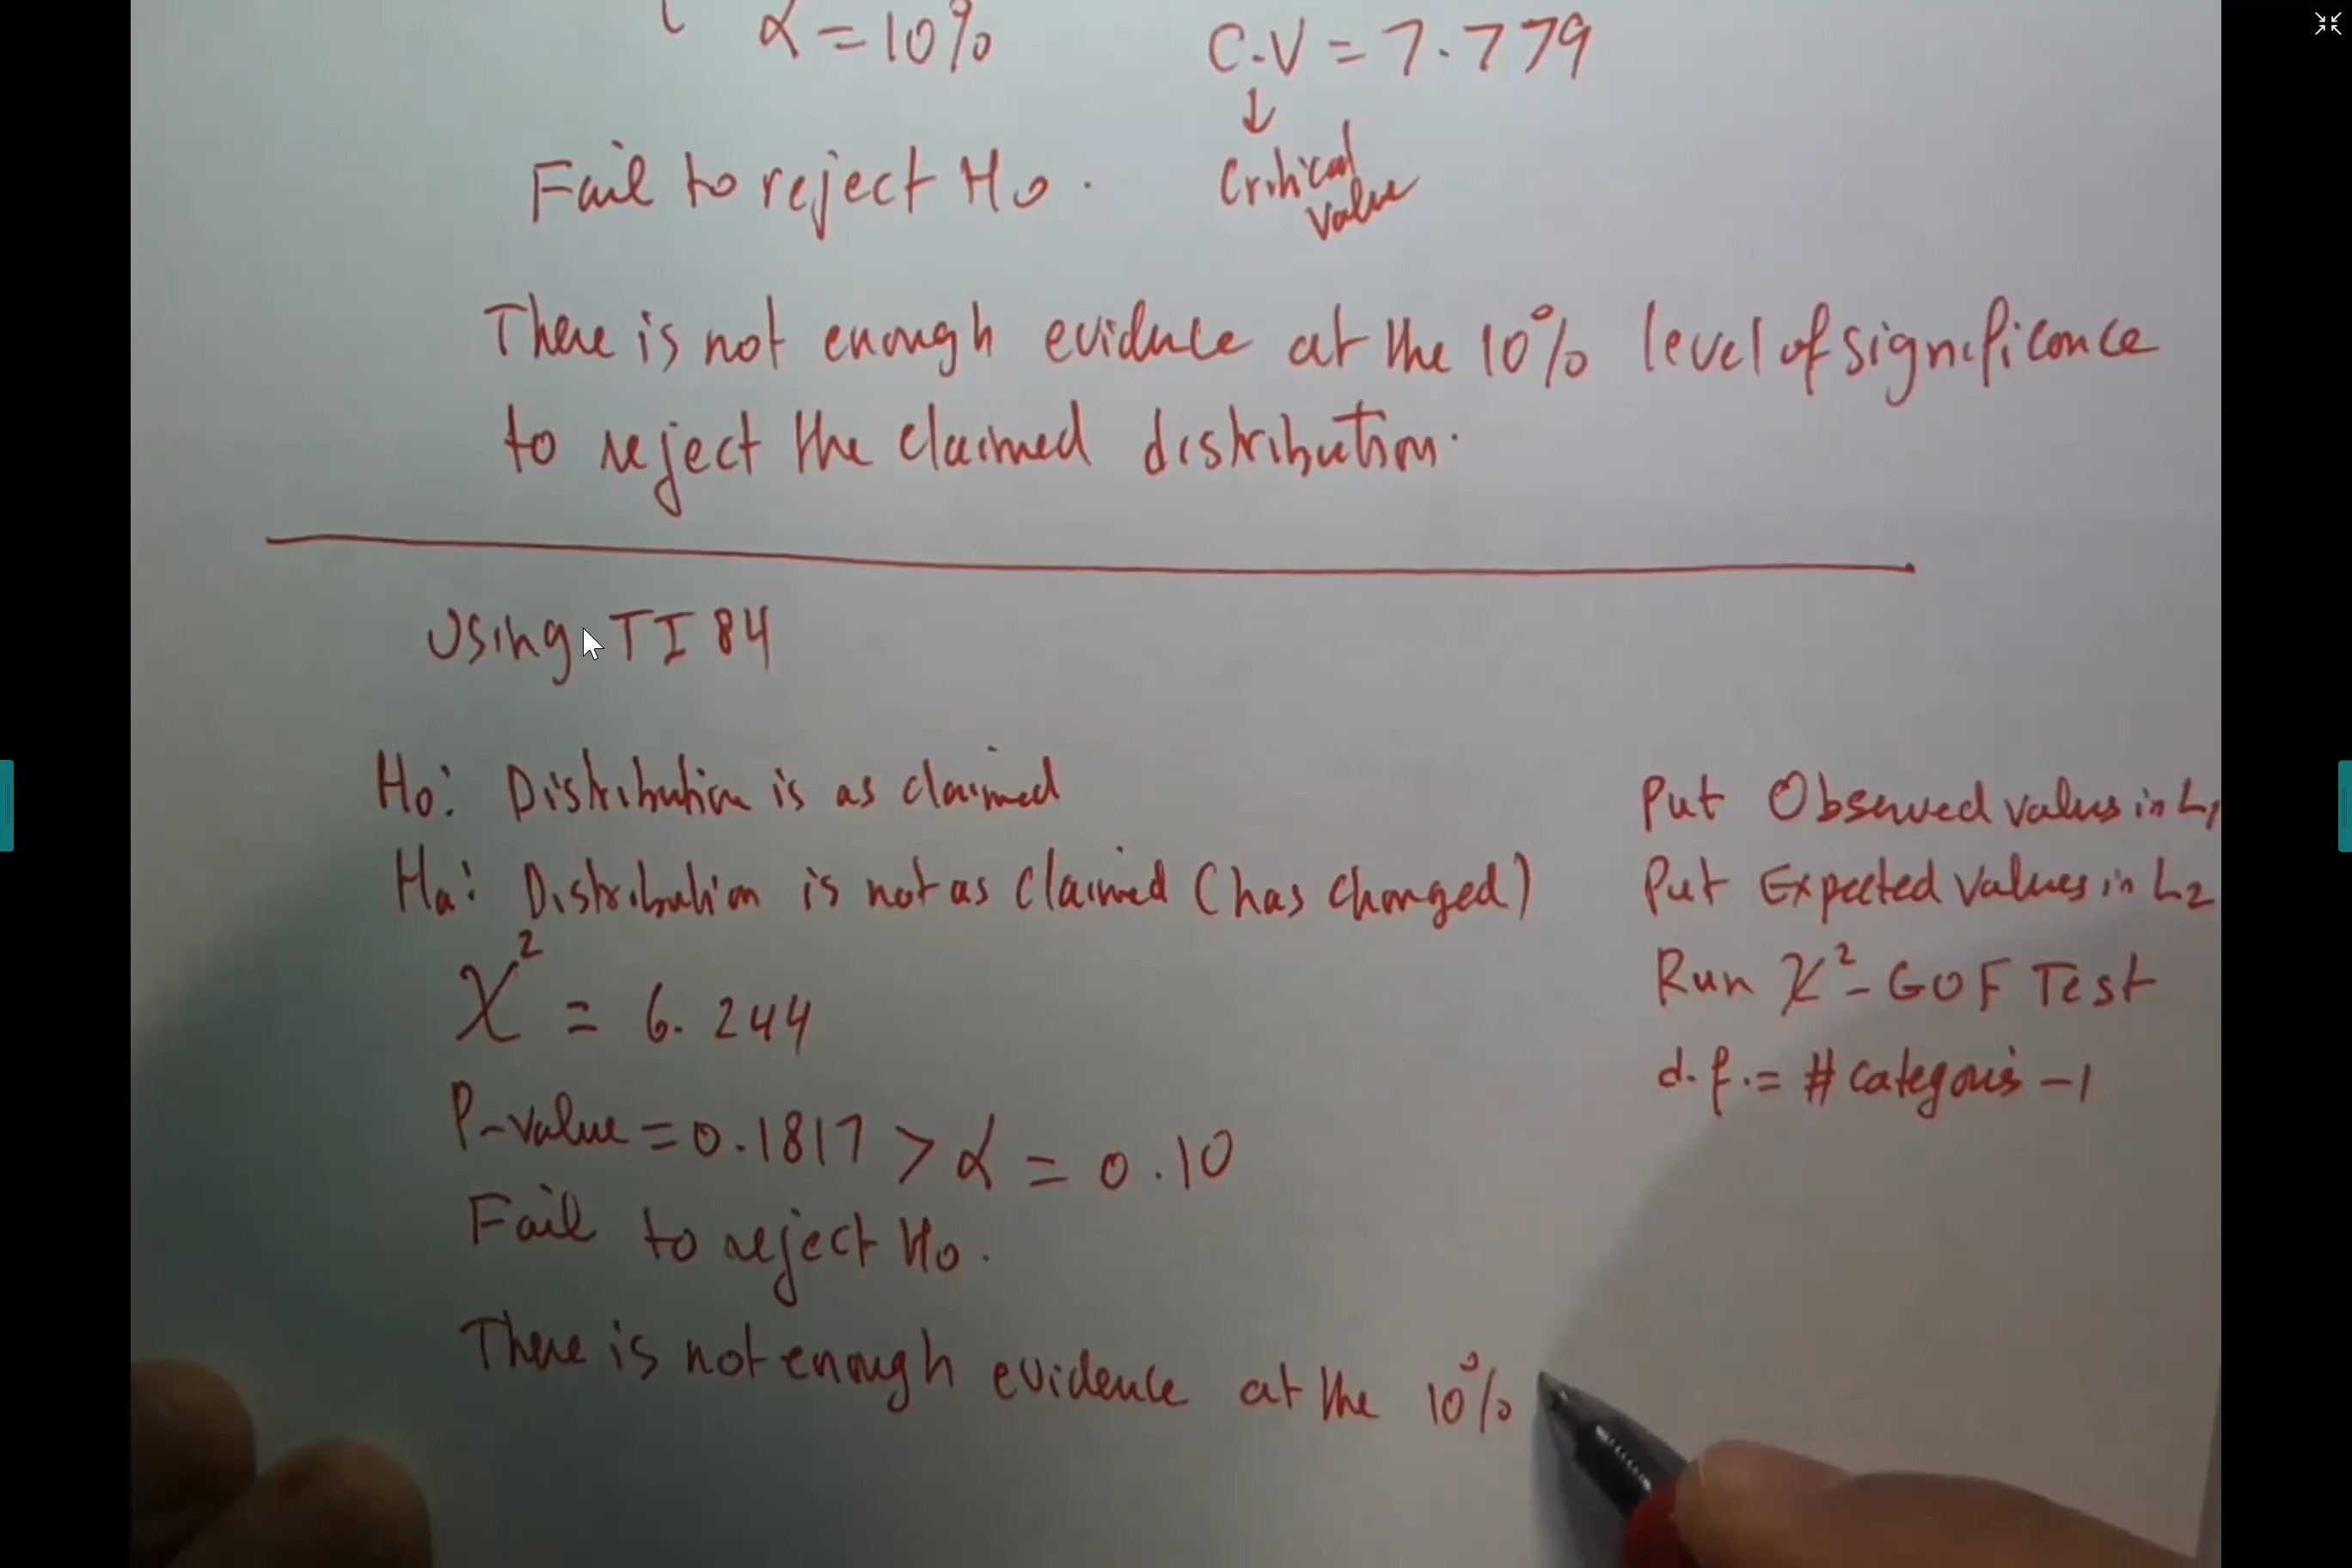 α = 10%
C.V = 7.779
↓
Critical
Value
Fail to reject Ho.
There is not enough evidence at the 10% level of significance
to reject the claimed distribution.
Using TI 84
Ho: Distribution is as claimed
Ha: Distribution is not as claimed (has changed)
χ² = 6.244
P-value = 0.1817 > α = 0.10
Fail to reject Ho.
There is not enough evidence at the 10%
Put Observed values in L1
Put Expected Values in L2
Run χ² - GOF Test
d.f. = # categories - 1